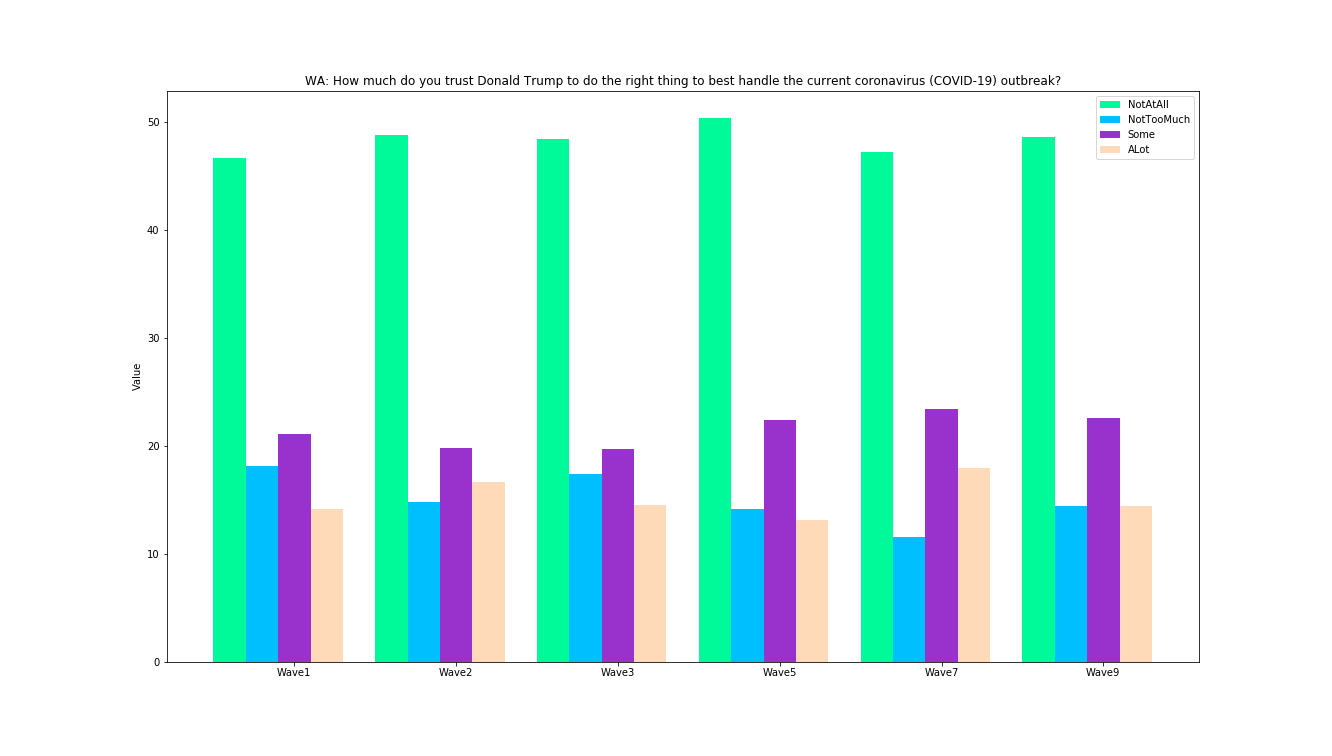 WA: How much do you trust Donald Trump to do the right thing to best handle the current coronavirus (COVID-19) outbreak?
NotAtAll
NotTooMuch
Some
ALot
50
40
30
20
10
0
Value
Wave1 Wave2 Wave3 Wave5 Wave7 Wave9